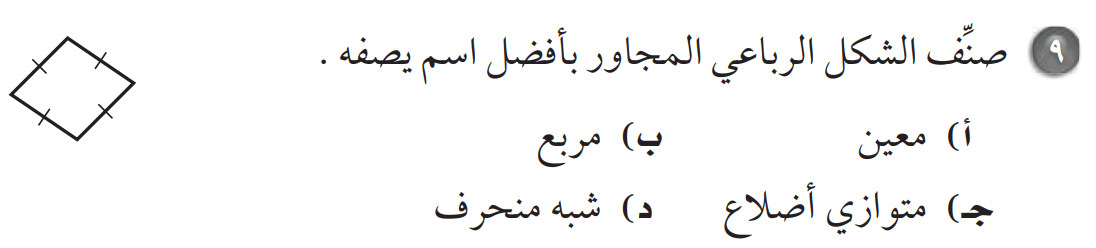 ٩ صنِّف الشكل الرباعي المجاور بأفضل اسم يصفه .
أ) معين ب) مربع
جـ) متوازي أضلاع د) شبه منحرف